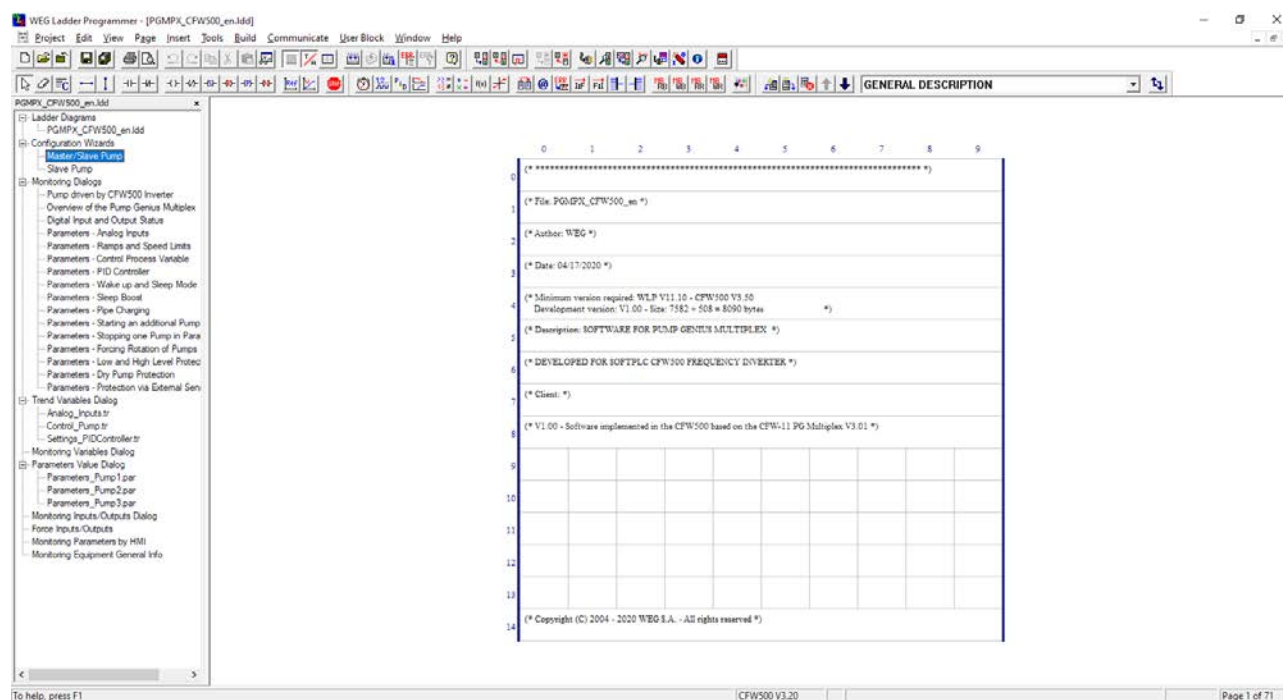 WEG Ladder Programmer - [PGMPX_CFW500_en.ldd]
Project Edit View Page Insert Tools Build Communicate User Block Window Help
GENERAL DESCRIPTION
PGMPX_CFW500_en.ldd
Ladder Diagrams
PGMPX_CFW500_en.ldd
Configuration Wizards
Master/Slave Pump
Slave Pump
Monitoring Dialogs
Pump driven by CFW500 Inverter
Overview of the Pump Genius Multiplex
Digital Input and Output Status
Parameters - Analog Inputs
Parameters - Ramps and Speed Limits
Parameters - Control Process Variable
Parameters - PID Controller
Parameters - Wake up and Sleep Mode
Parameters - Sleep Boost
Parameters - Pipe Charging
Parameters - Starting an additional Pump
Parameters - Stopping one Pump in Para
Parameters - Forcing Rotation of Pumps
Parameters - Low and High Level Protec
Parameters - Dry Pump Protection
Parameters - Protection via External Sen
Trend Variables Dialog
Analog_Inputs.tr
Control_Pump.tr
Settings_PIDController.tr
Monitoring Variables Dialog
Parameters Value Dialog
Parameters_Pump1.par
Parameters_Pump2.par
Parameters_Pump3.par
Monitoring Inputs/Outputs Dialog
Force Inputs/Outputs
Monitoring Parameters by HMI
Monitoring Equipment General Info
0 1 2 3 4 5 6 7 8 9
0
1 (* File: PGMPX_CFW500_en *)
2 (* Author: WEG *)
3 (* Date: 04/17/2020 *)
4 (* Minimum version required: WLP V11.10 - CFW500 V3.50
Development version: V1.00 - Size: 7582 + 508 = 8090 bytes *)
5 (* Description: SOFTWARE FOR PUMP GENIUS MULTIPLEX *)
6 (* DEVELOPED FOR SOFTPLC CFW500 FREQUENCY INVERTER *)
7 (* Client: *)
8 (* V1.00 - Software implemented in the CFW500 based on the CFW-11 PG Multiplex V3.01 *)
9
10
11
12
13
14 (* Copyright (C) 2004 - 2020 WEG S.A. - All rights reserved *)
To help, press F1
CFW500 V3.20
Page 1 of 71